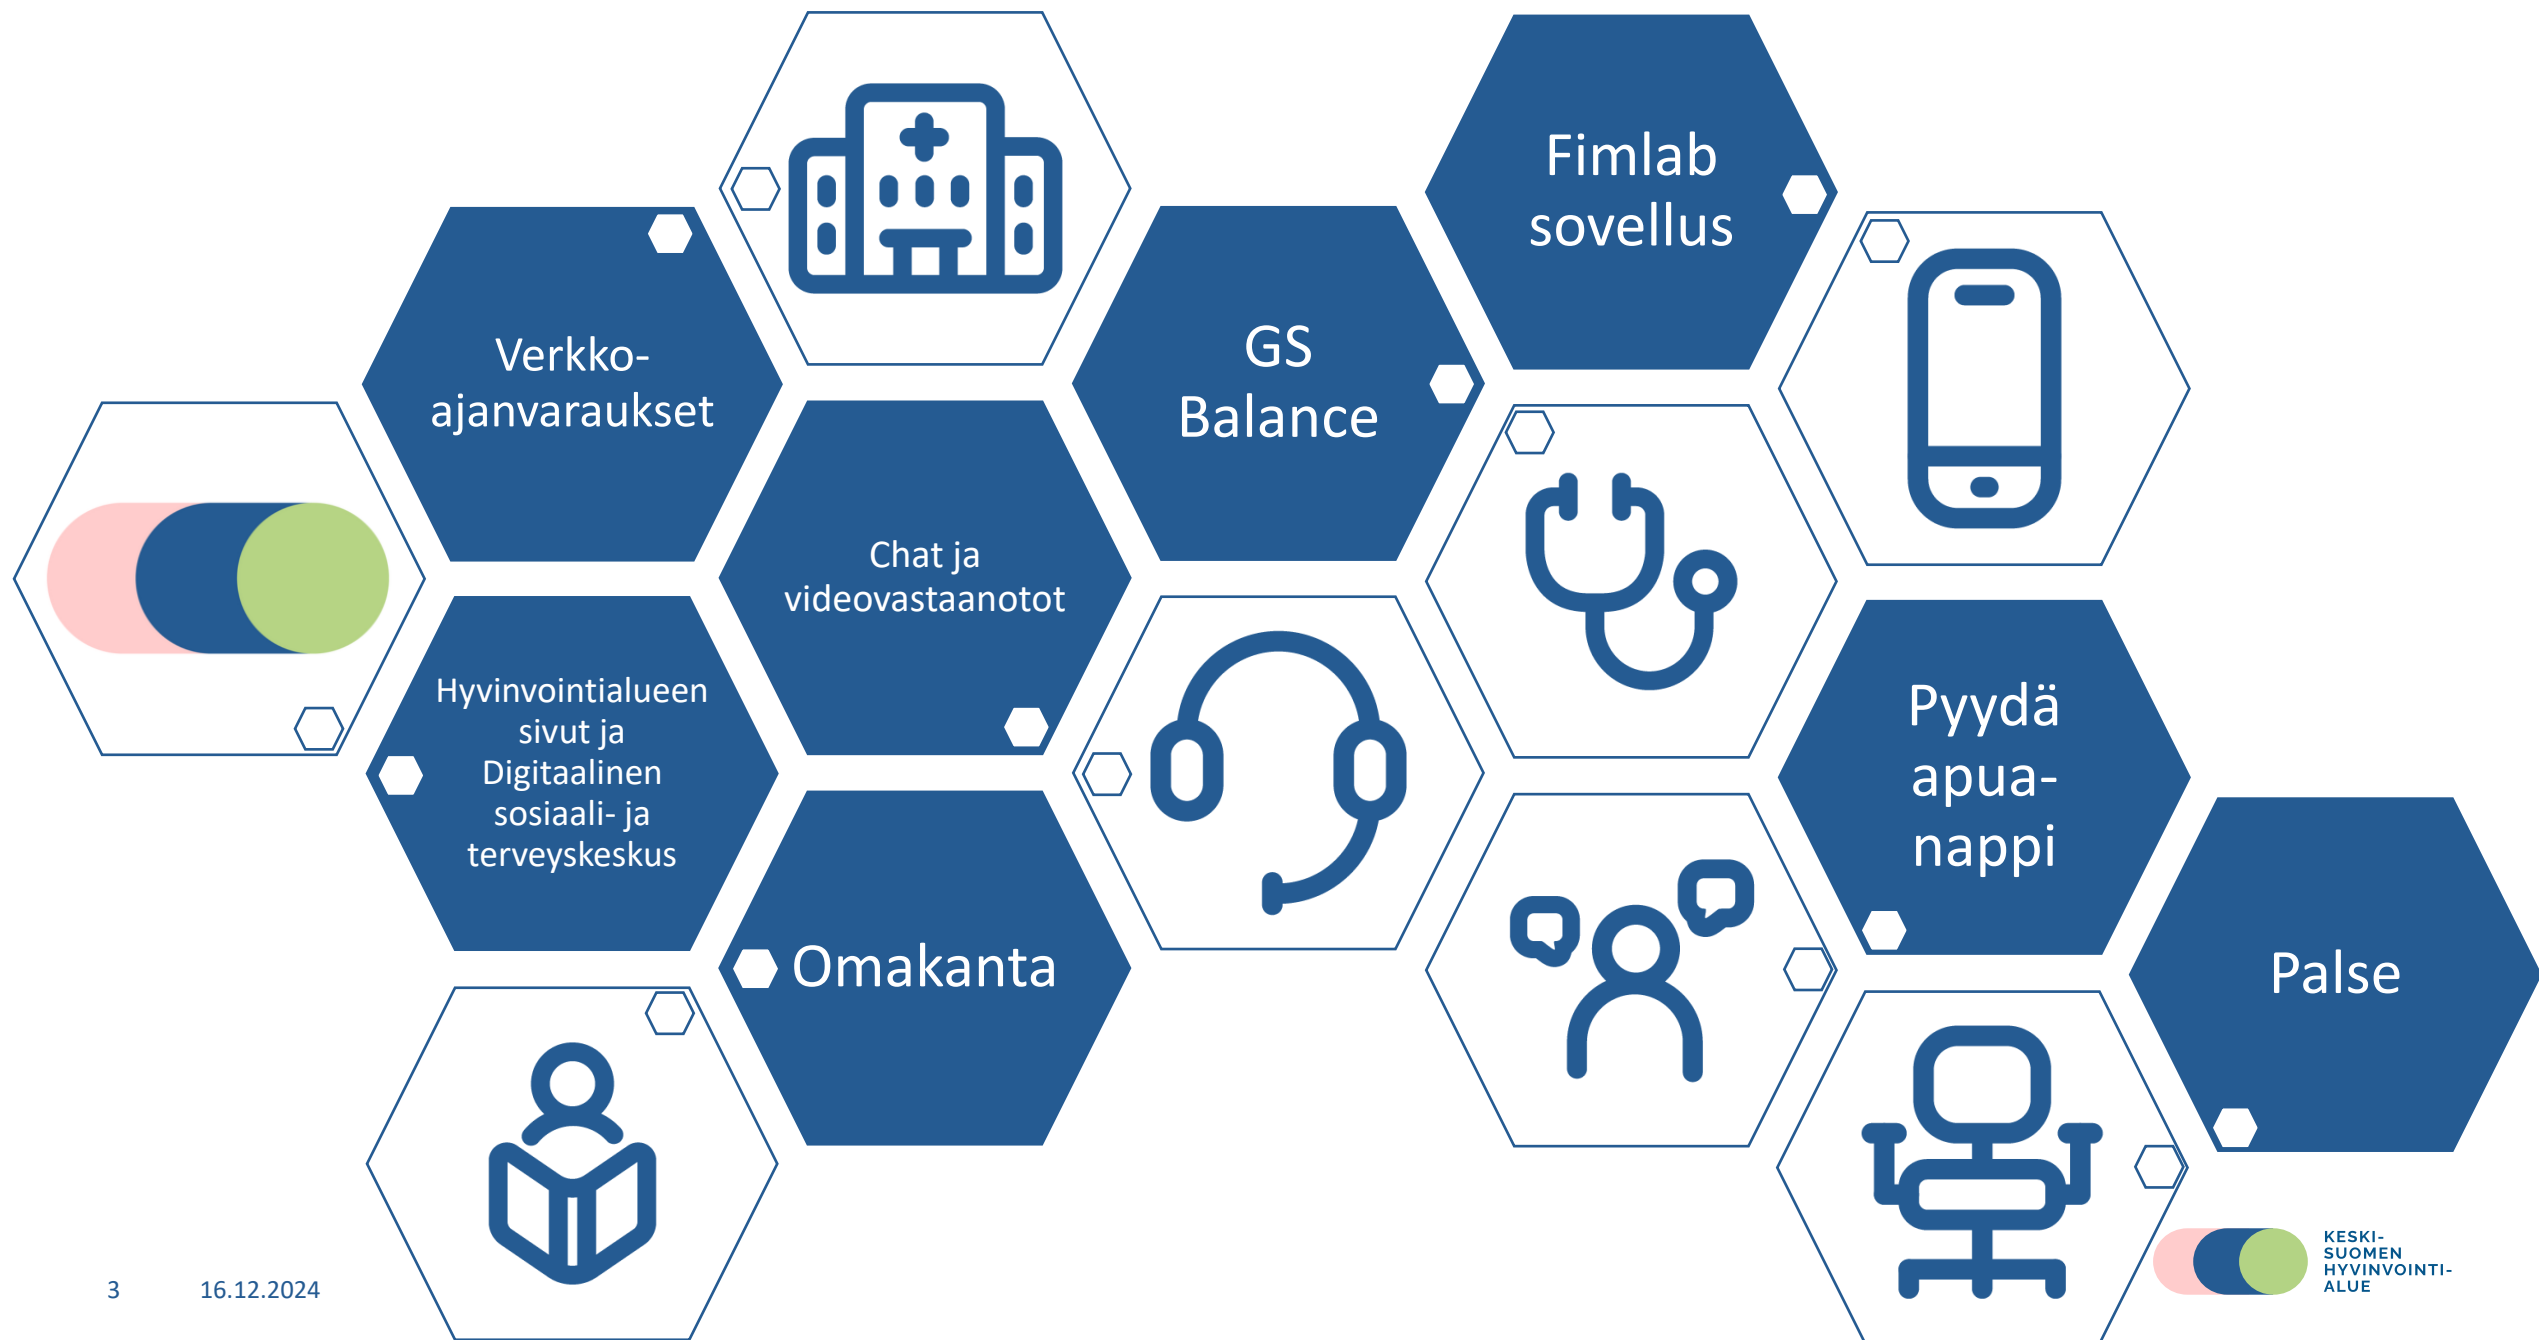 Verkko-
ajanvaraukset
Hyvinvointialueen
sivut ja
Digitaalinen
sosiaali- ja
terveyskeskus
Chat ja
videovastaanotot
Omakanta
GS
Balance
Fimlab
sovellus
Pyydä
apua-
nappi
Palse
3
16.12.2024
KESKI-
SUOMEN
HYVINVOINTI-
ALUE